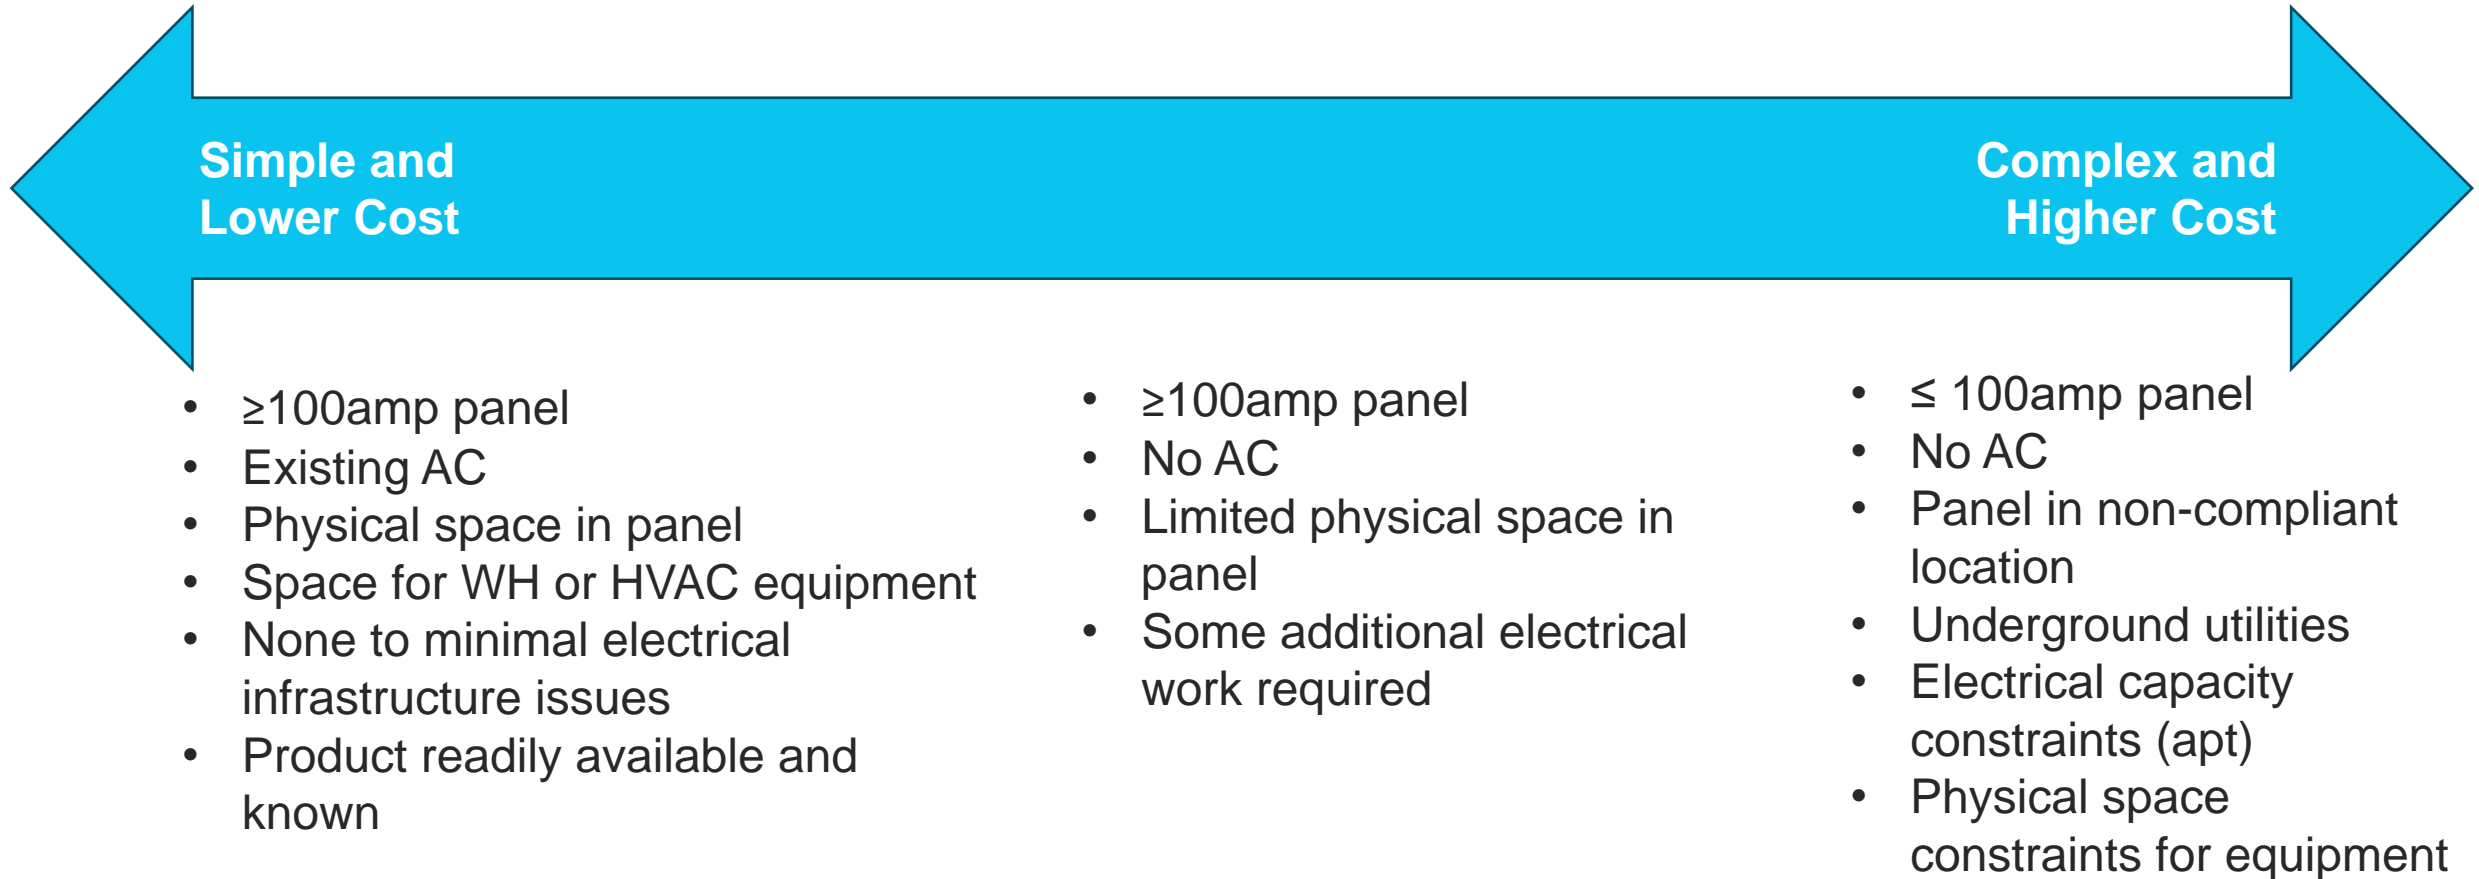 Simple and
Lower Cost
Complex and
Higher Cost
• ≥100amp panel
• Existing AC
• Physical space in panel
• Space for WH or HVAC equipment
• None to minimal electrical
infrastructure issues
• Product readily available and
known
• ≥100amp panel
• No AC
• Limited physical space in
panel
• Some additional electrical
work required
• ≤ 100amp panel
• No AC
• Panel in non-compliant
location
• Underground utilities
• Electrical capacity
constraints (apt)
• Physical space
constraints for equipment